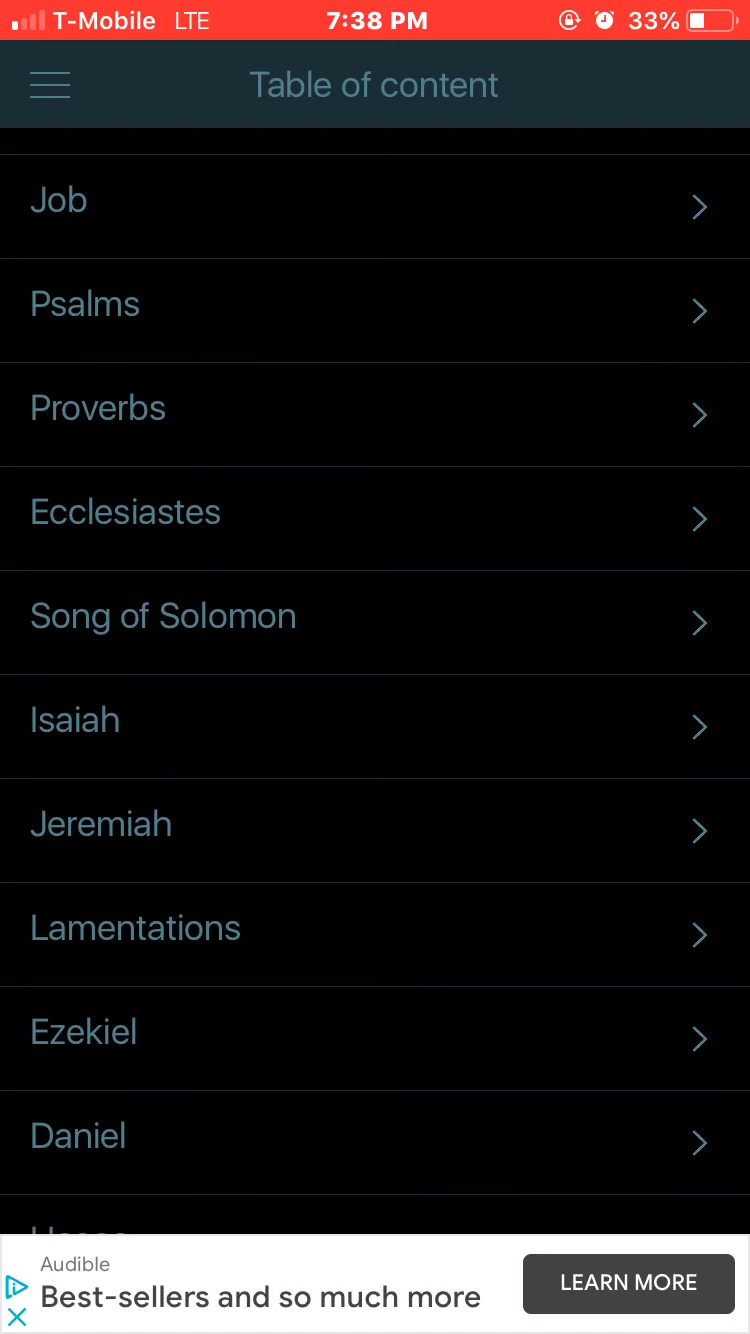 T-Mobile LTE 7:38 PM 33%
Table of content
Job
Psalms
Proverbs
Ecclesiastes
Song of Solomon
Isaiah
Jeremiah
Lamentations
Ezekiel
Daniel
Audible
Best-sellers and so much more
LEARN MORE